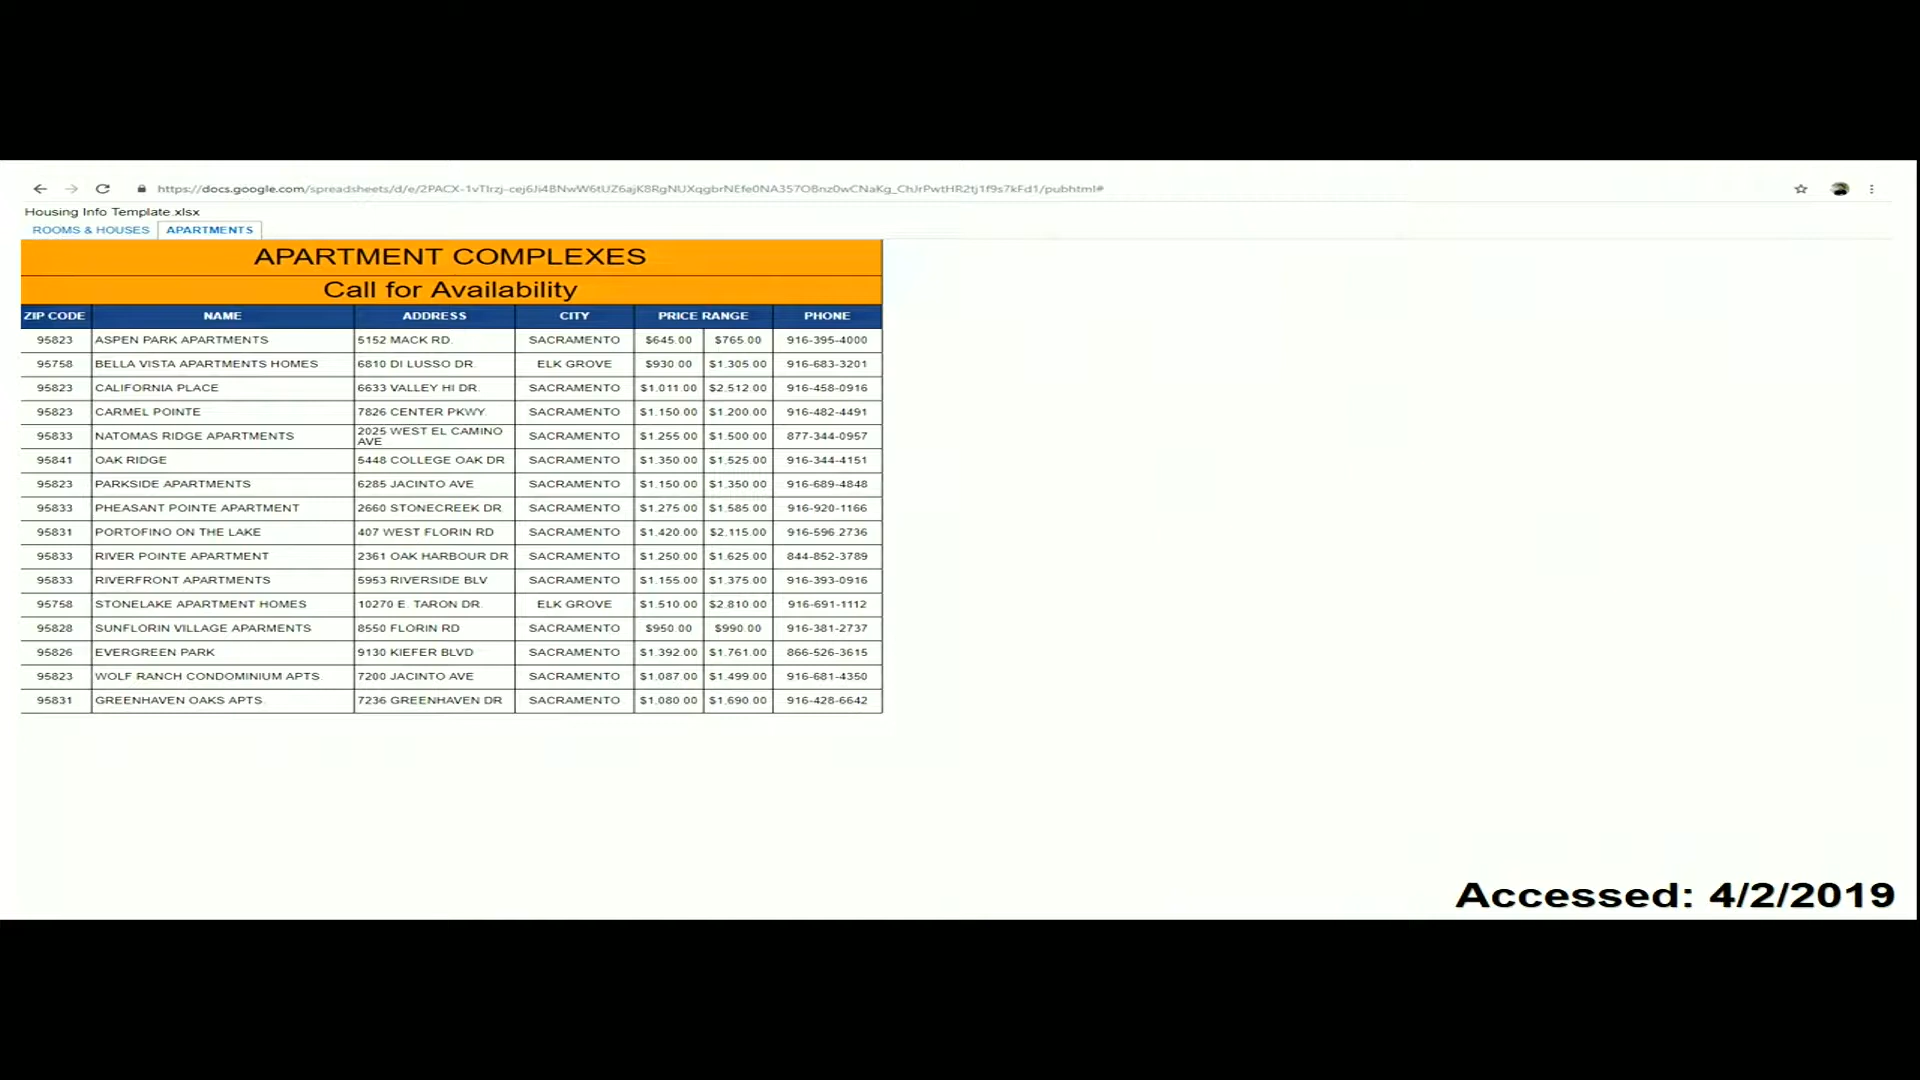 https://docs.google.com/spreadsheets/d/e/
Housing Info Template.xlsx
ROOMS & HOUSES APARTMENTS
APARTMENT COMPLEXES
Call for Availability
ZIP CODE NAME ADDRESS CITY PRICE RANGE PHONE
95823 ASPEN PARK APARTMENTS 5152 MACK RD. SACRAMENTO $645.00 $765.00 916-395-4000
95758 BELLA VISTA APARTMENTS HOMES 6810 DI LUSSO DR. ELK GROVE $930.00 $1,305.00 916-683-3201
95823 CALIFORNIA PLACE 6633 VALLEY HI DR. SACRAMENTO $1,011.00 $2,512.00 916-458-0916
95823 CARMEL POINTE 7826 CENTER PKWY. SACRAMENTO $1,150.00 $1,200.00 916-482-4491
95833 NATOMAS RIDGE APARTMENTS 2025 WEST EL CAMINO AVE SACRAMENTO $1,255.00 $1,500.00 877-344-0957
95841 OAK RIDGE 5448 COLLEGE OAK DR SACRAMENTO $1,350.00 $1,525.00 916-344-4151
95823 PARKSIDE APARTMENTS 6285 JACINTO AVE SACRAMENTO $1,150.00 $1,350.00 916-689-4848
95833 PHEASANT POINTE APARTMENT 2660 STONECREEK DR SACRAMENTO $1,275.00 $1,585.00 916-920-1166
95831 PORTOFINO ON THE LAKE 407 WEST FLORIN RD SACRAMENTO $1,420.00 $2,115.00 916-596.2736
95833 RIVER POINTE APARTMENT 2361 OAK HARBOUR DR SACRAMENTO $1,250.00 $1,625.00 844-852-3789
95833 RIVERFRONT APARTMENTS 5953 RIVERSIDE BLV SACRAMENTO $1,155.00 $1,375.00 916-393-0916
95758 STONELAKE APARTMENT HOMES 10270 E. TARON DR. ELK GROVE $1,510.00 $2,810.00 916-691-1112
95828 SUNFLORIN VILLAGE APARMENTS 8550 FLORIN RD SACRAMENTO $950.00 $990.00 916-381-2737
95826 EVERGREEN PARK 9130 KIEFER BLVD SACRAMENTO $1,392.00 $1,761.00 866-526-3615
95823 WOLF RANCH CONDOMINIUM APTS. 7200 JACINTO AVE SACRAMENTO $1,087.00 $1,499.00 916-681-4350
95831 GREENHAVEN OAKS APTS. 7236 GREENHAVEN DR SACRAMENTO $1,080.00 $1,690.00 916-428-6642
Accessed: 4/2/2019